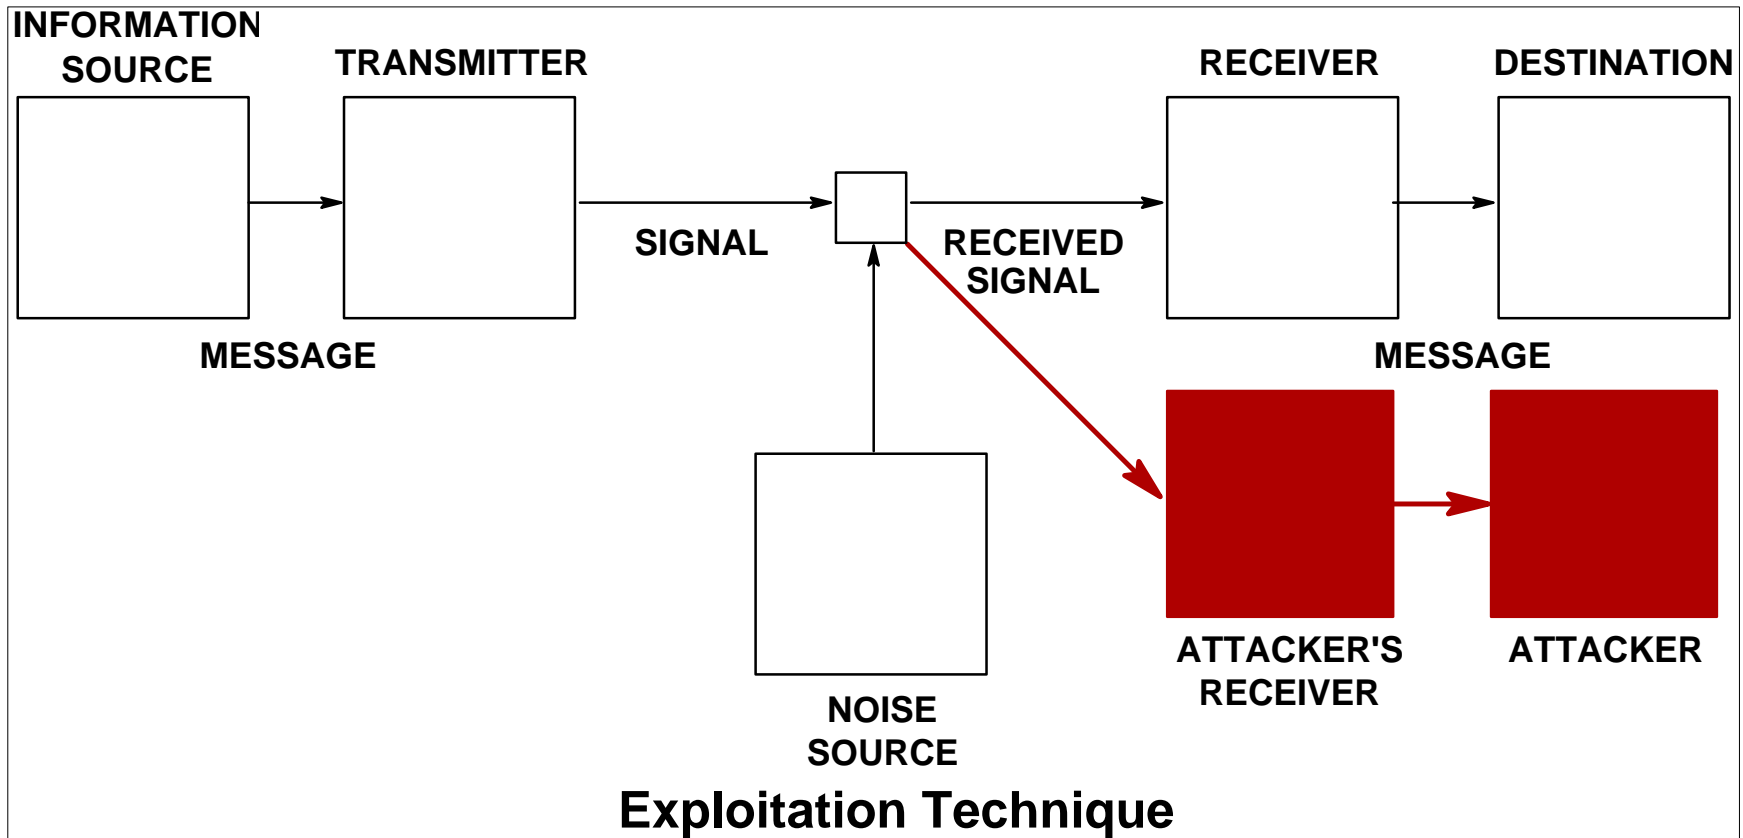 INFORMATION
SOURCE
TRANSMITTER
RECEIVER
DESTINATION
SIGNAL
RECEIVED
SIGNAL
MESSAGE
MESSAGE
ATTACKER'S
RECEIVER
ATTACKER
NOISE
SOURCE
Exploitation Technique